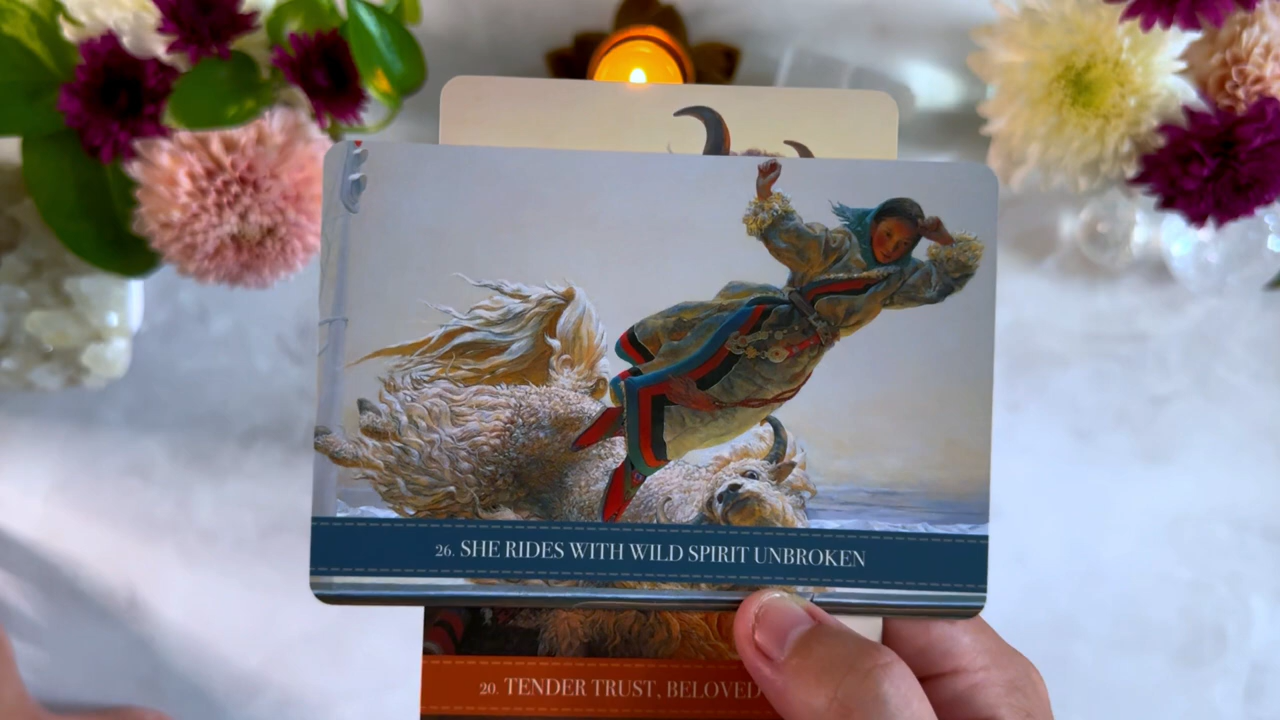 26. SHE RIDES WITH WILD SPIRIT UNBROKEN
20. TENDER TRUST, BELOVED